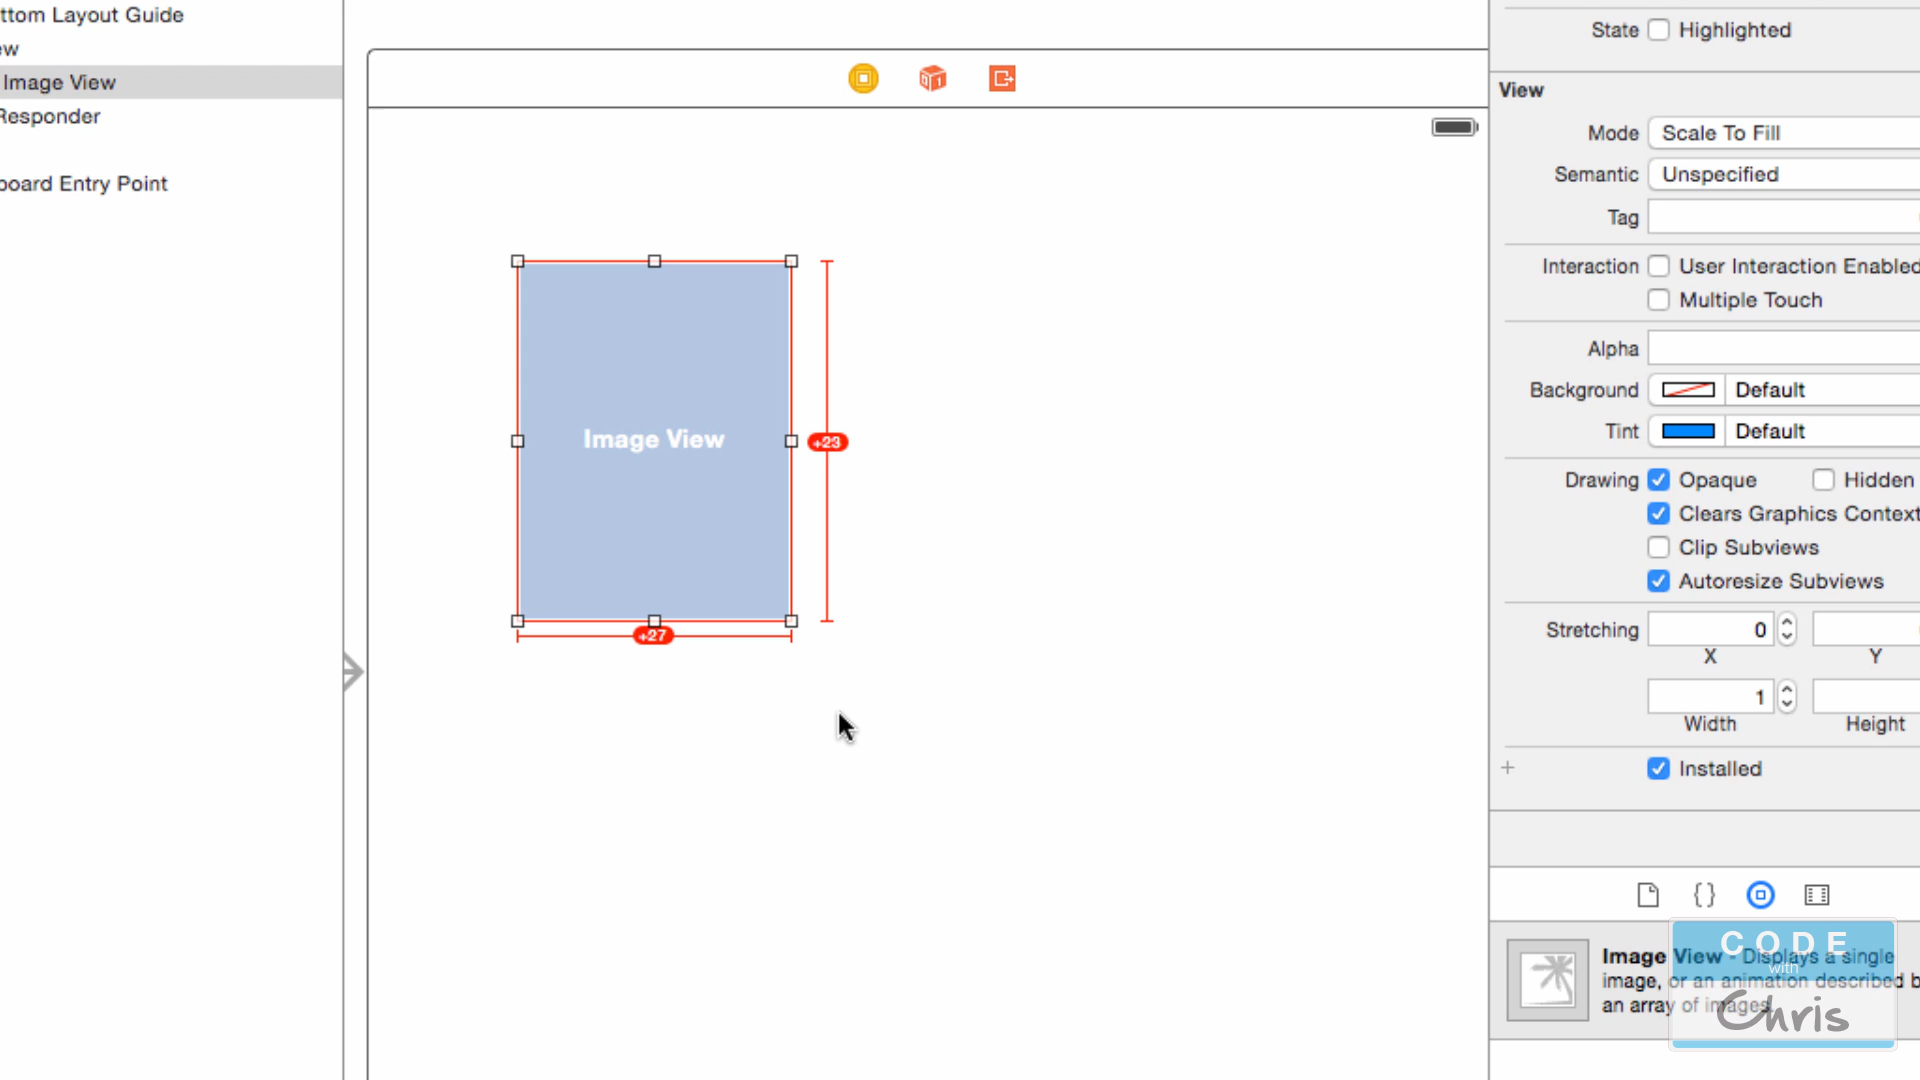 ttom Layout Guide
ew
Image View
Responder
board Entry Point
Image View
+23
+27
State Highlighted
View
Mode Scale To Fill
Semantic Unspecified
Tag
Interaction User Interaction Enabled
Multiple Touch
Alpha
Background Default
Tint Default
Drawing Opaque Hidden
Clears Graphics Context
Clip Subviews
Autoresize Subviews
Stretching 0
X Y
1
Width Height
+ Installed
{}
Image View - Displays a single
image, or an animation described b
an array of images.
CODE
with
Chris